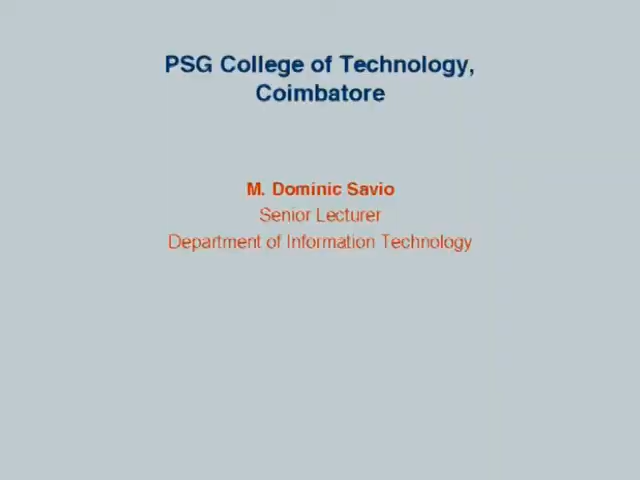 PSG College of Technology,
Coimbatore
M. Dominic Savio
Senior Lecturer
Department of Information Technology